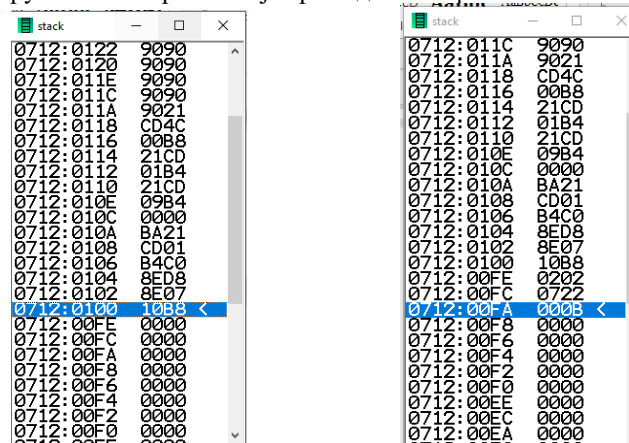 stack
0712:0122 9090
0712:0120 9090
0712:011E 9090
0712:011C 9090
0712:011A 9021
0712:0118 CD4C
0712:0116 00B8
0712:0114 21CD
0712:0112 01B4
0712:0110 21CD
0712:010E 09B4
0712:010C 0000
0712:010A BA21
0712:0108 CD01
0712:0106 B4C0
0712:0104 8ED8
0712:0102 8E07
0712:0100 10B8 <
0712:00FE 0000
0712:00FC 0000
0712:00FA 0000
0712:00F8 0000
0712:00F6 0000
0712:00F4 0000
0712:00F2 0000
0712:00F0 0000
stack
0712:011C 9090
0712:011A 9021
0712:0118 CD4C
0712:0116 00B8
0712:0114 21CD
0712:0112 01B4
0712:0110 21CD
0712:010E 09B4
0712:010C 0000
0712:010A BA21
0712:0108 CD01
0712:0106 B4C0
0712:0104 8ED8
0712:0102 8E07
0712:0100 10B8
0712:00FE 0202
0712:00FC 0722
0712:00FA 000B <
0712:00F8 0000
0712:00F6 0000
0712:00F4 0000
0712:00F2 0000
0712:00F0 0000
0712:00EE 0000
0712:00EC 0000
0712:00EA 0000